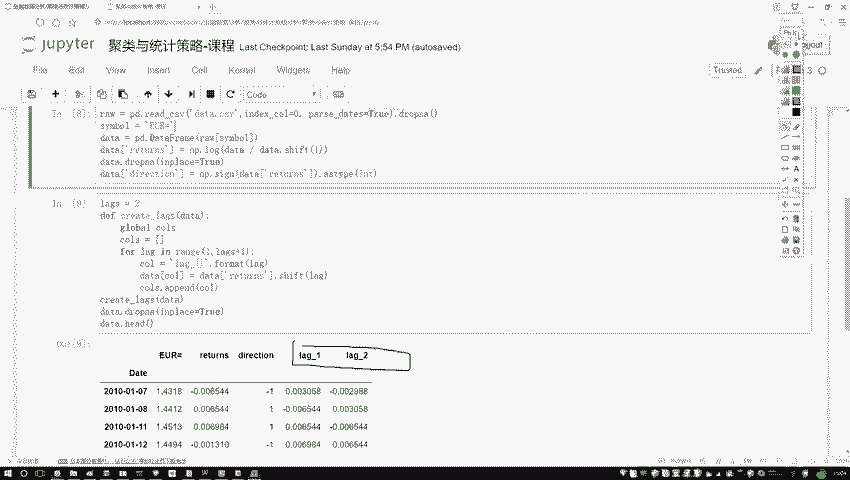 jupyter 聚类与统计策略-课程 Last Checkpoint: Last Sunday at 5:54 PM (autosaved)
File Edit View Insert Cell Kernel Widgets Help
Trusted
Code
In [8]: raw = pd.read_csv("data.csv",index_col=0, parse_dates=True).dropna()
symbol = 'EUR='
data = pd.DataFrame(raw[symbol])
data['returns'] = np.log(data / data.shift(1))
data.dropna(inplace=True)
data['direction'] = np.sign(data['returns']).astype(int)
In [9]: lags = 2
def create_lags(data):
global cols
cols = []
for lag in range(1,lags+1):
col = 'lag_{}'.format(lag)
data[col] = data['returns'].shift(lag)
cols.append(col)
create_lags(data)
data.dropna(inplace=True)
data.head()
Out[9]:
EUR= returns direction lag_1 lag_2
Date
2010-01-07 1.4318 -0.006544 -1 0.003058 -0.002988
2010-01-08 1.4412 0.006544 1 -0.006544 0.003058
2010-01-11 1.4513 0.006984 1 0.006544 -0.006544
2010-01-12 1.4494 -0.001310 -1 0.006984 0.006544